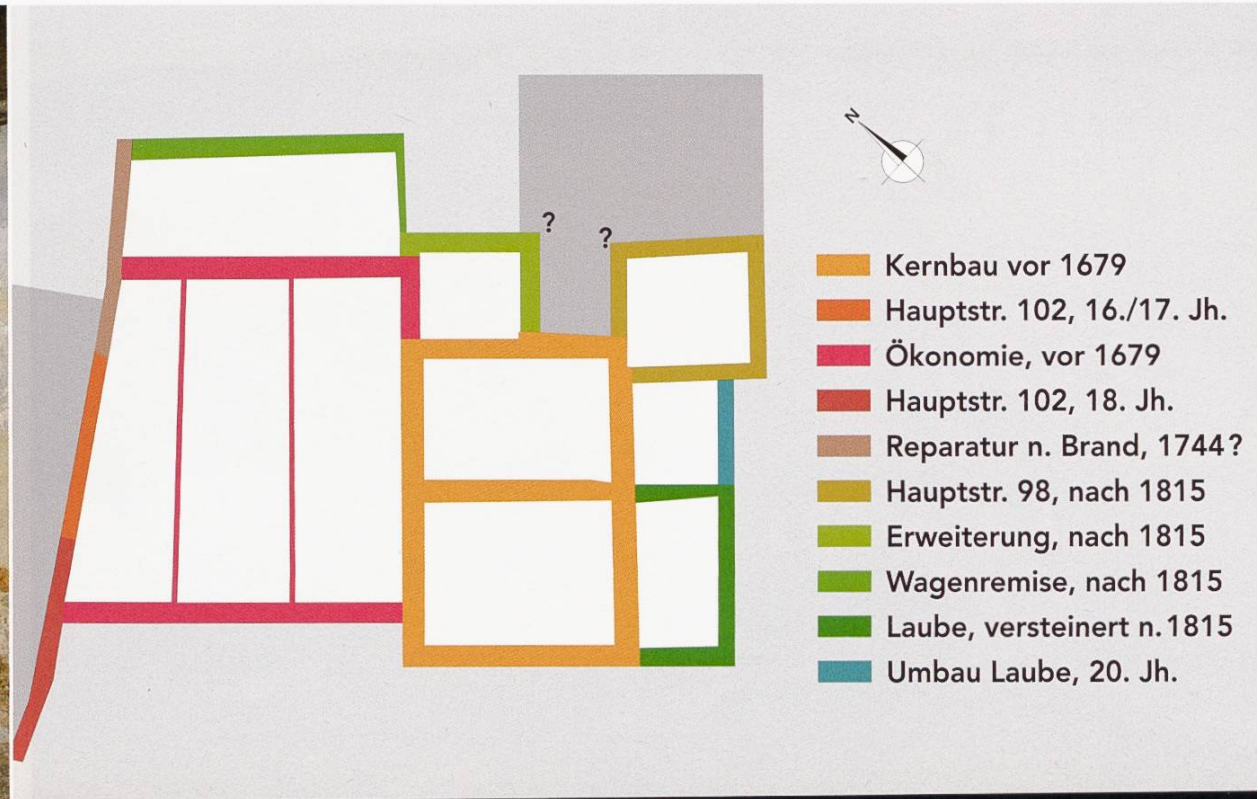 N
?
?
Kernbau vor 1679
Hauptstr. 102, 16./17. Jh.
Ökonomie, vor 1679
Hauptstr. 102, 18. Jh.
Reparatur n. Brand, 1744?
Hauptstr. 98, nach 1815
Erweiterung, nach 1815
Wagenremise, nach 1815
Laube, versteinert n. 1815
Umbau Laube, 20. Jh.